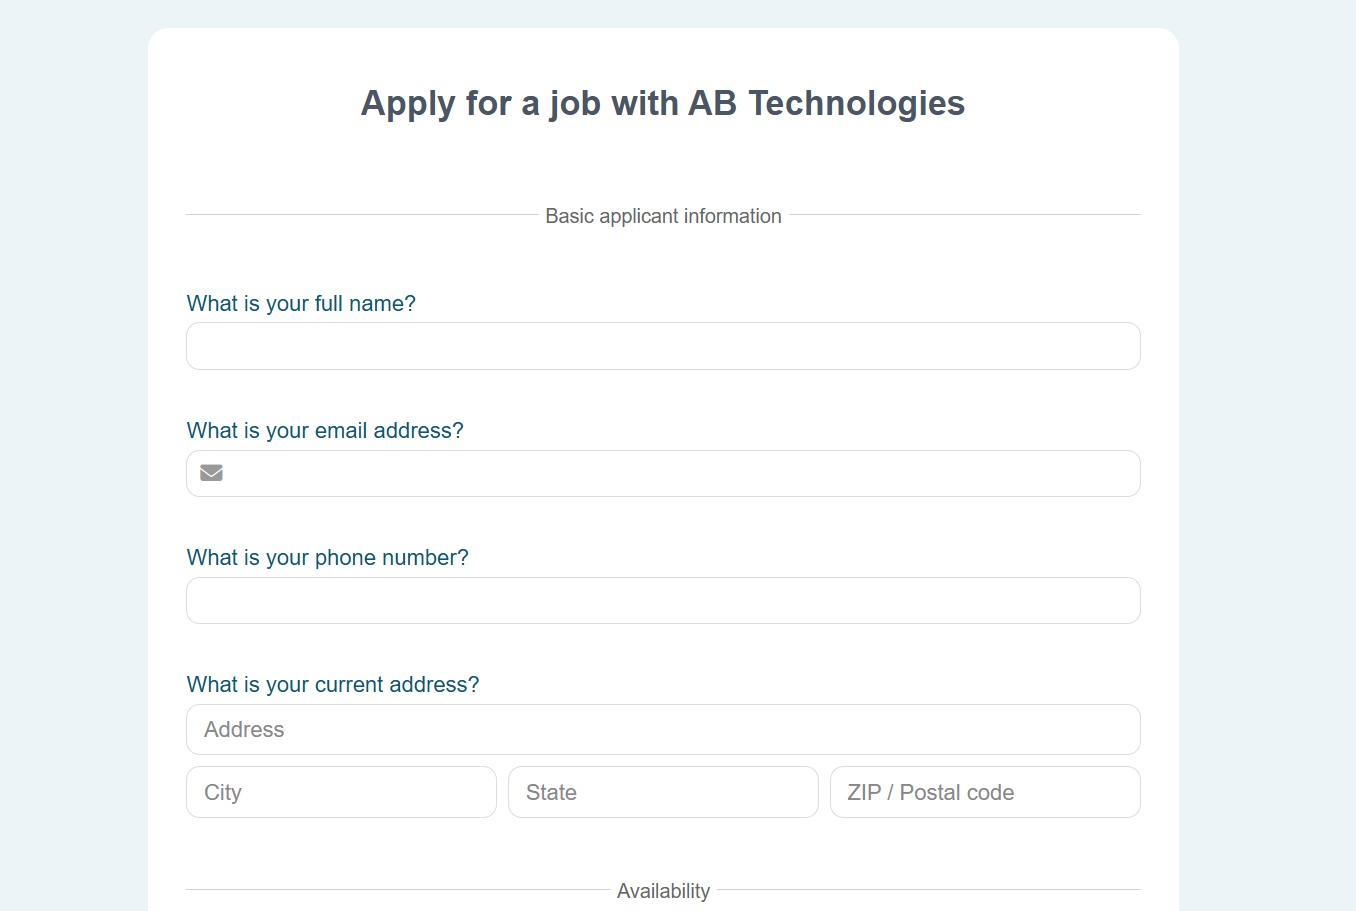 Apply for a job with AB Technologies
Basic applicant information
What is your full name?
What is your email address?
What is your phone number?
What is your current address?
Address
City State ZIP / Postal code
Availability